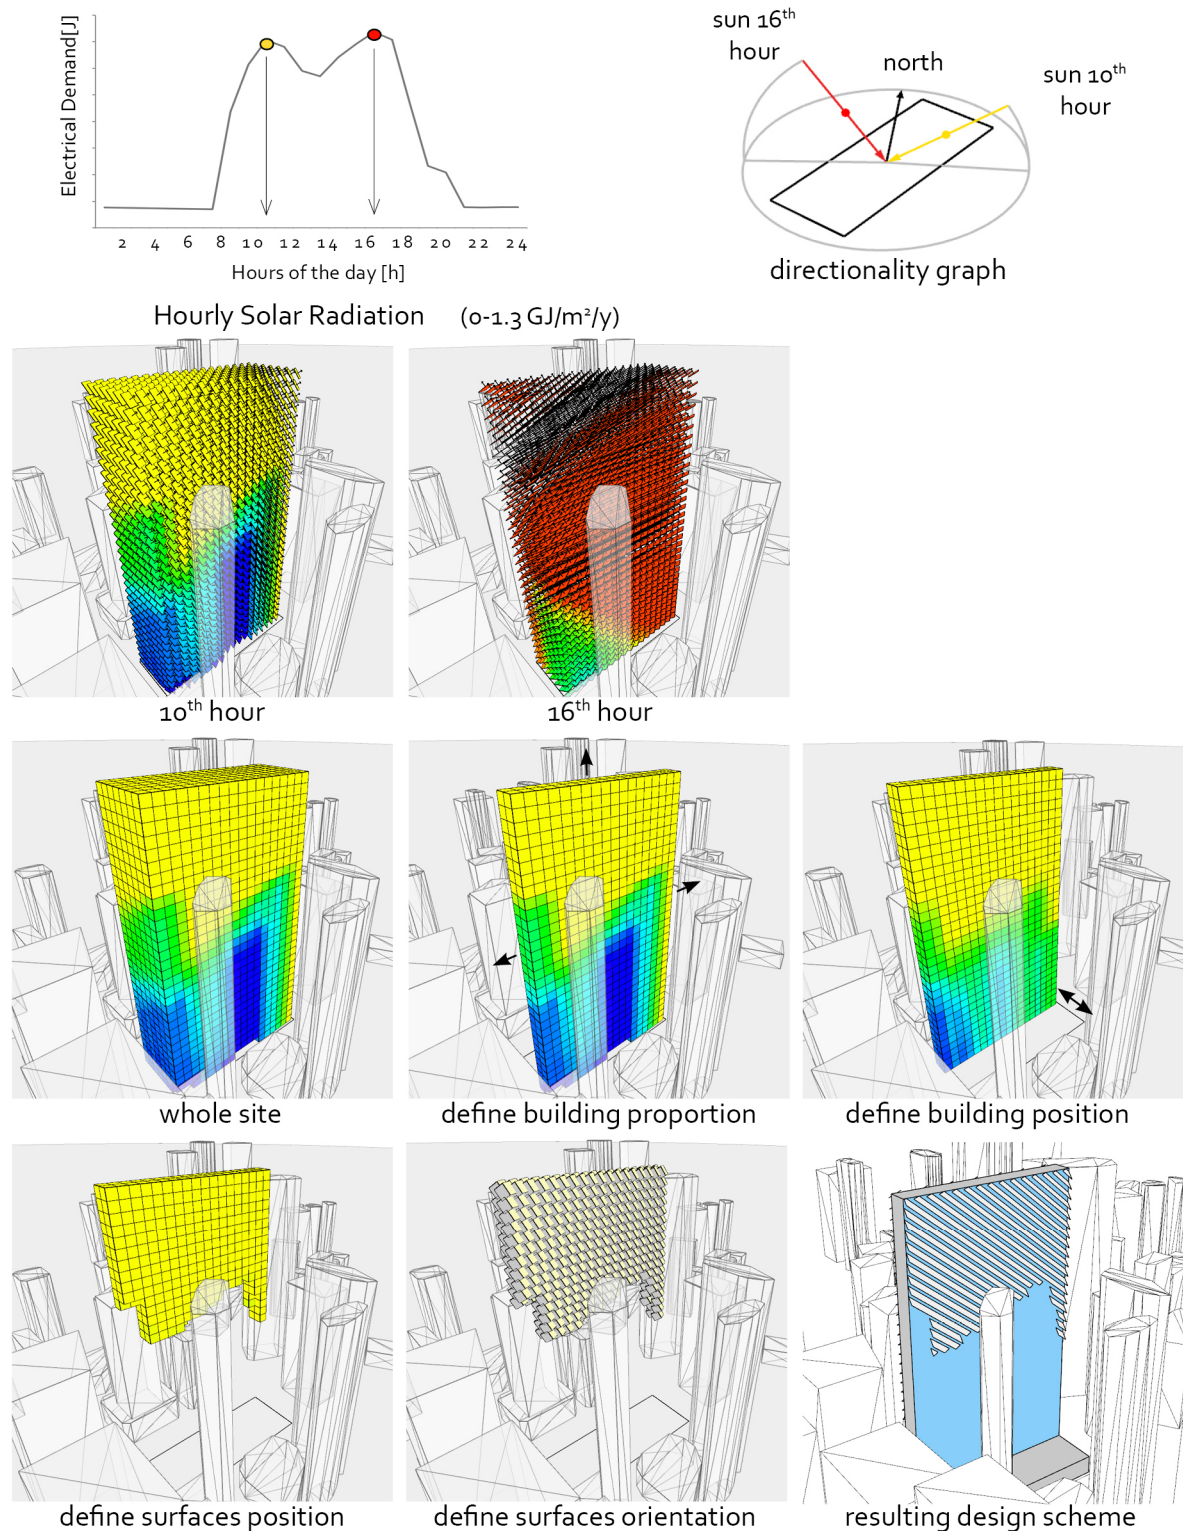 Electrical Demand[J]
2 4 6 8 10 12 14 16 18 20 22 24
Hours of the day [h]
sun 16th
hour
north
sun 10th
hour
directionality graph
Hourly Solar Radiation (0-1.3 GJ/m²/y)
10th hour
16th hour
whole site
define building proportion
define building position
define surfaces position
define surfaces orientation
resulting design scheme